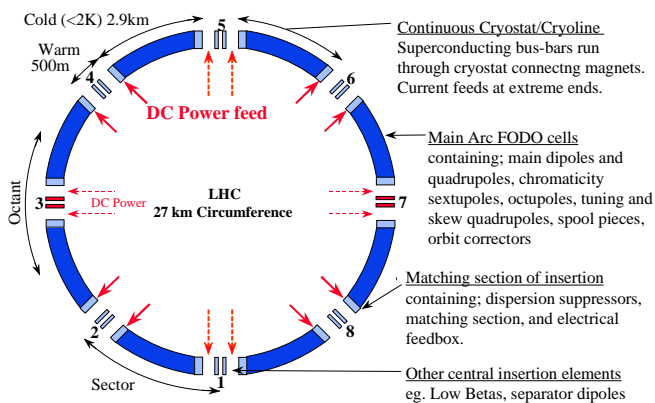 Cold (<2K) 2.9km
Warm
500m
5
4
6
DC Power feed
Continuous Cryostat/Cryoline
Superconducting bus-bars run
through cryostat connectng magnets.
Current feeds at extreme ends.
Main Arc FODO cells
containing; main dipoles and
quadrupoles, chromaticity
sextupoles, octupoles, tuning and
skew quadrupoles, spool pieces,
orbit correctors
Octant
3
DC Power
LHC
27 km Circumference
7
Matching section of insertion
containing; dispersion suppressors,
matching section, and electrical
feedbox.
2
8
Sector
1
Other central insertion elements
eg. Low Betas, separator dipoles